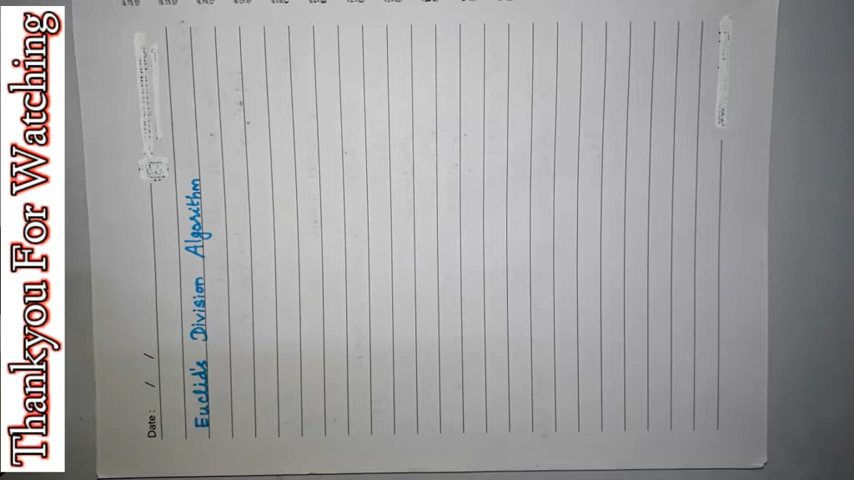 Thankyou For Watching
Date : / /
Euclid's Division Algorithm